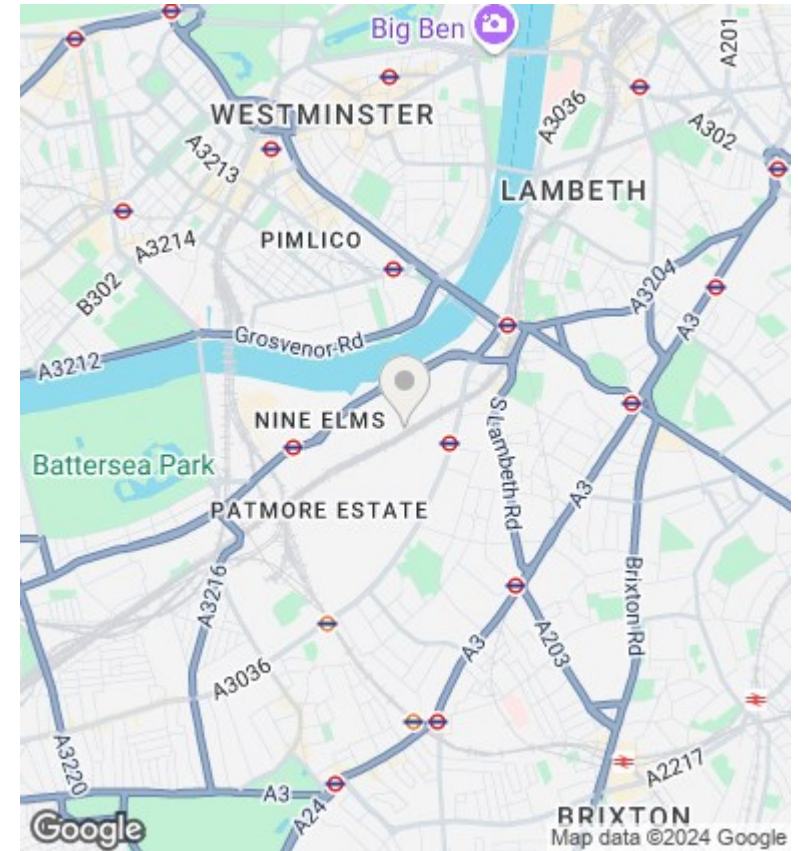 Big Ben
A201
WESTMINSTER
A3036
A302
A3213
LAMBETH
PIMLICO
A3214
B302
A3204
A3
Grosvenor Rd
A3212
NINE ELMS
S Lambeth Rd
Battersea Park
A3
PATMORE ESTATE
A3216
Brixton Rd
A203
A3
A3036
A3220
A2217
A3
A24
BRIXTON
Google
Map data ©2024 Google